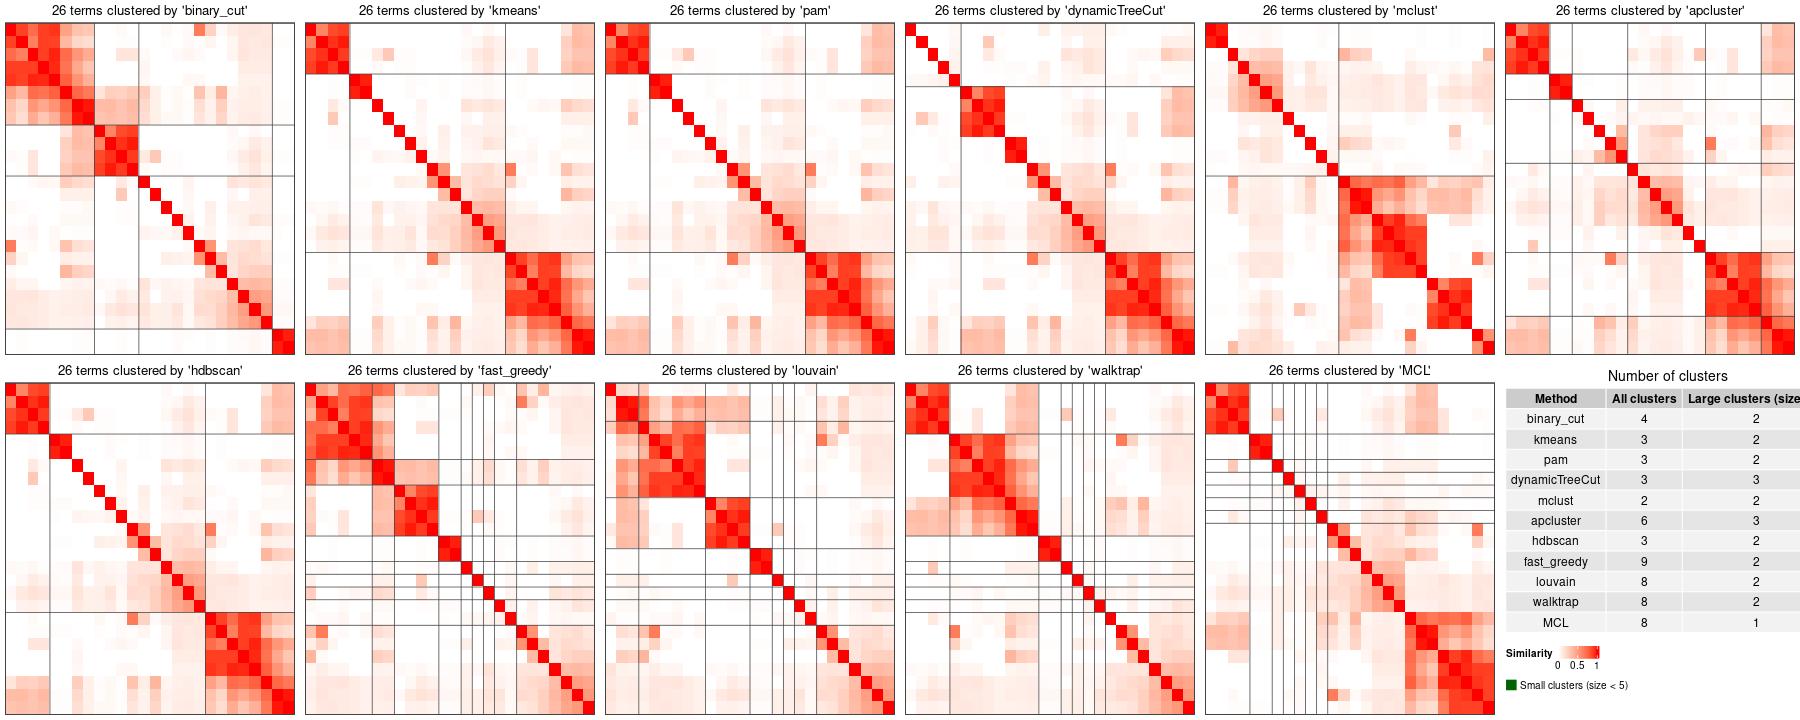 26 terms clustered by 'binary_cut'
26 terms clustered by 'kmeans'
26 terms clustered by 'pam'
26 terms clustered by 'dynamicTreeCut'
26 terms clustered by 'mclust'
26 terms clustered by 'apcluster'
26 terms clustered by 'hdbscan'
26 terms clustered by 'fast_greedy'
26 terms clustered by 'louvain'
26 terms clustered by 'walktrap'
26 terms clustered by 'MCL'
Number of clusters
Method All clusters Large clusters (size
binary_cut 4 2
kmeans 3 2
pam 3 2
dynamicTreeCut 3 3
mclust 2 2
apcluster 6 3
hdbscan 3 2
fast_greedy 9 2
louvain 8 2
walktrap 8 2
MCL 8 1
Similarity
0 0.5 1
Small clusters (size < 5)